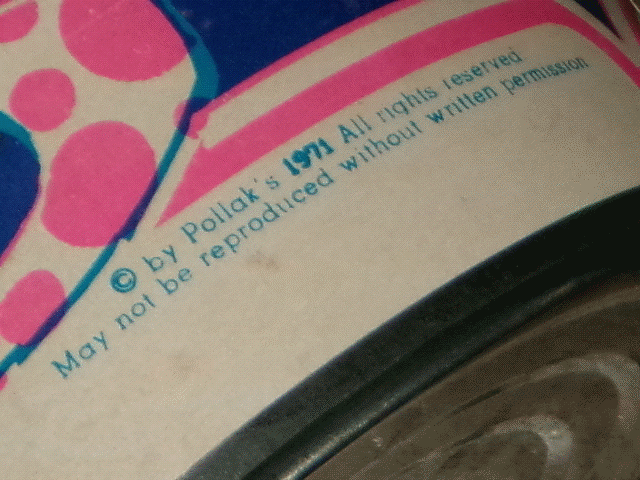 © by Pollak's 1971 All rights reserved
May not be reproduced without written permission